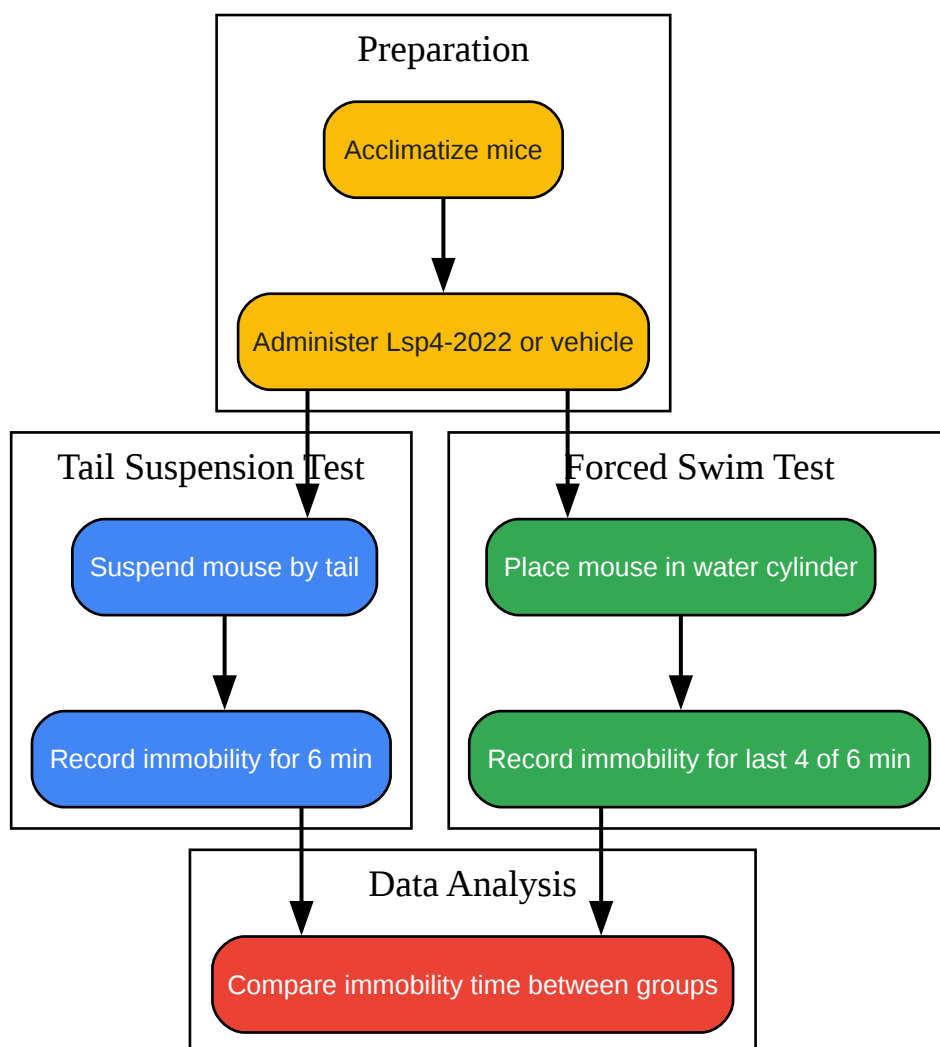 Preparation
Acclimatize mice
Administer Lsp4-2022 or vehicle
Tail Suspension Test
Suspend mouse by tail
Record immobility for 6 min
Forced Swim Test
Place mouse in water cylinder
Record immobility for last 4 of 6 min
Data Analysis
Compare immobility time between groups